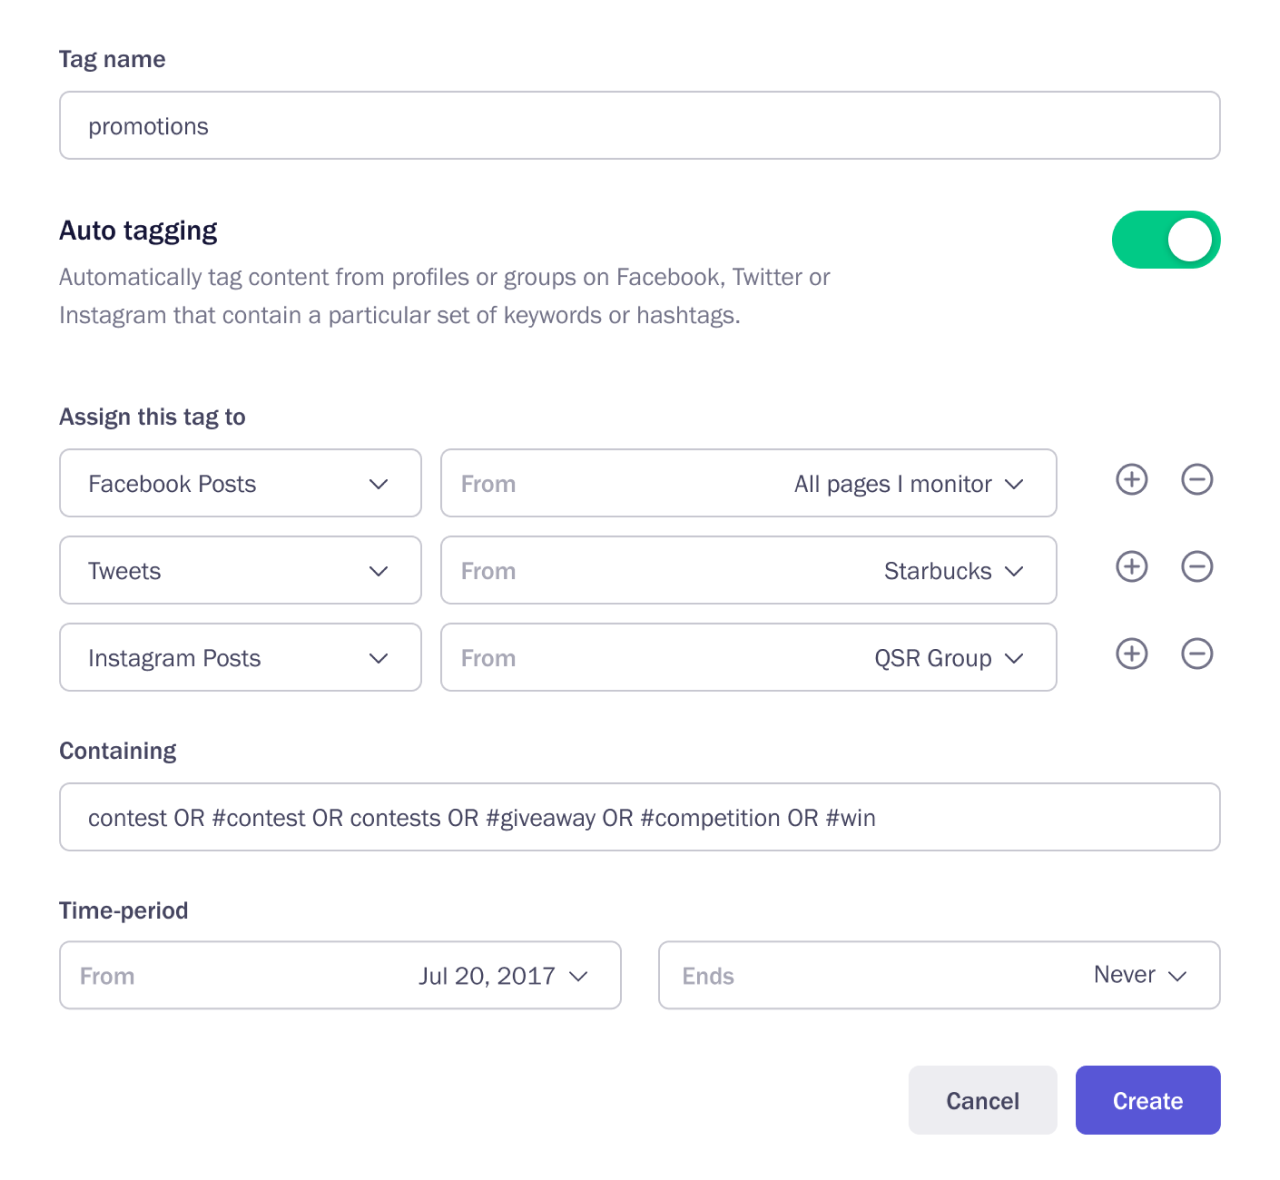 Tag name
promotions
Auto tagging
Automatically tag content from profiles or groups on Facebook, Twitter or
Instagram that contain a particular set of keywords or hashtags.
Assign this tag to
Facebook Posts From All pages I monitor
Tweets From Starbucks
Instagram Posts From QSR Group
Containing
contest OR #contest OR contests OR #giveaway OR #competition OR #win
Time-period
From Jul 20, 2017 Ends Never
Cancel Create